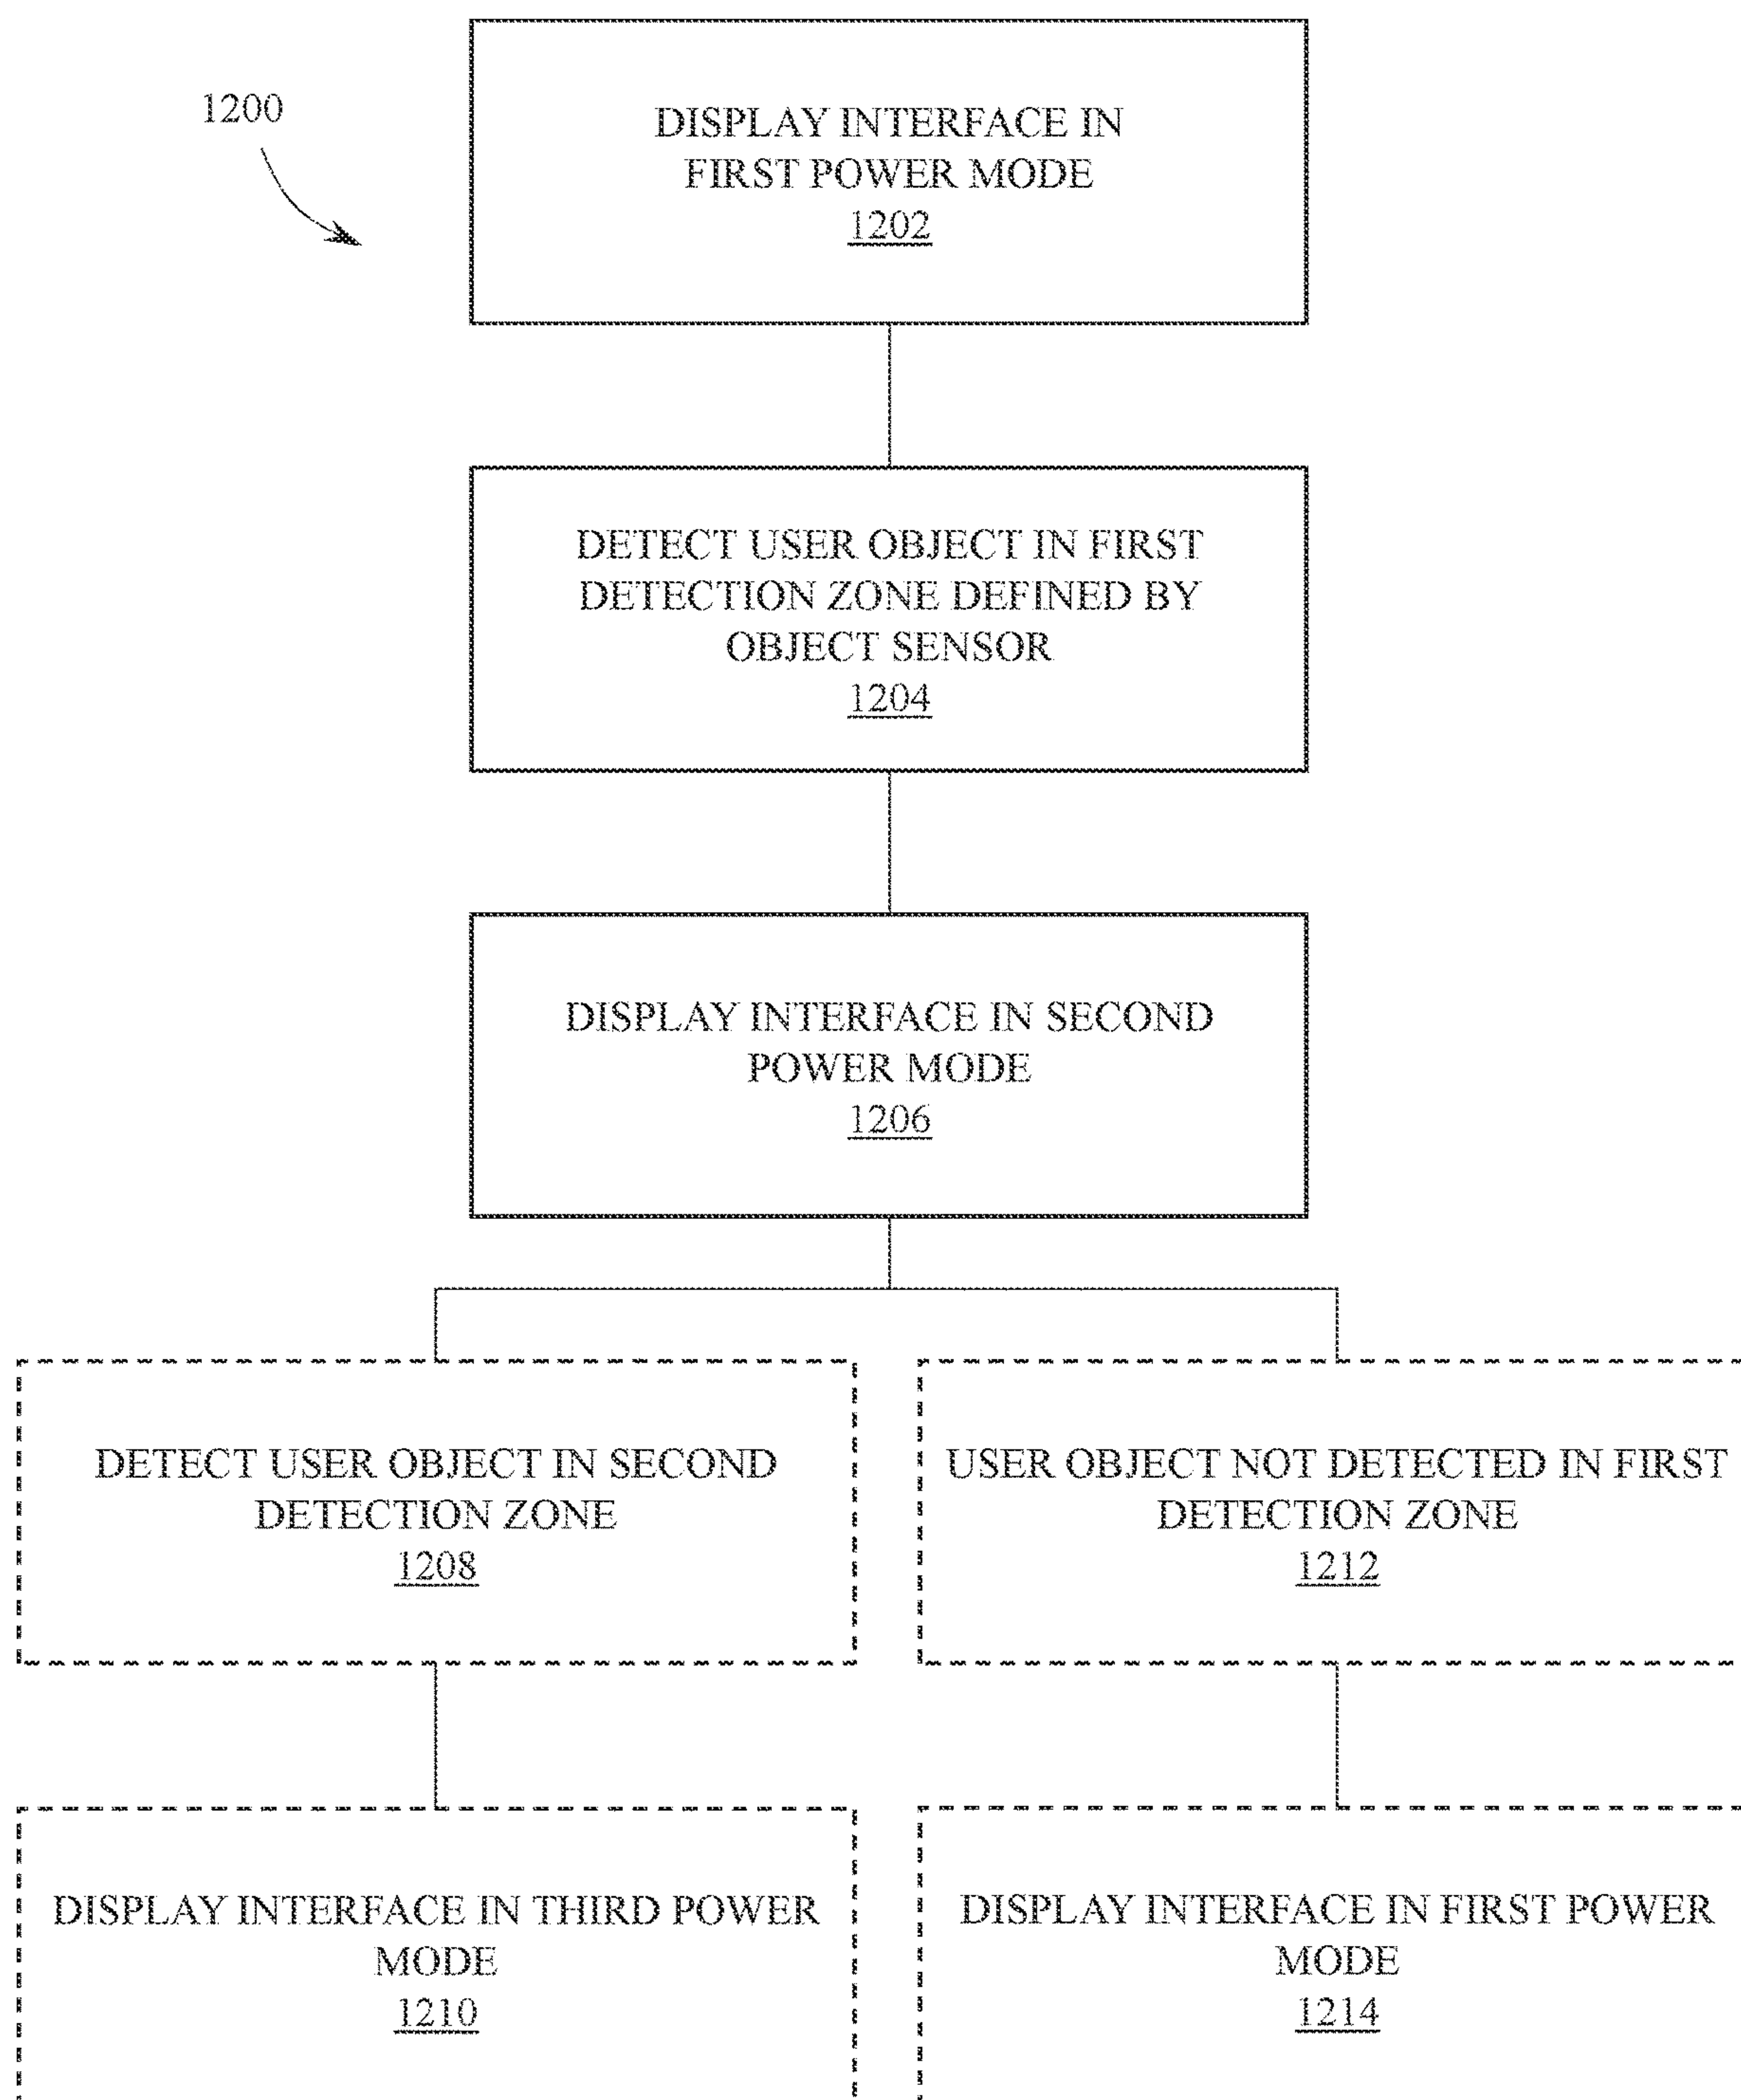 1200
DISPLAY INTERFACE IN
FIRST POWER MODE
1202
DETECT USER OBJECT IN FIRST
DETECTION ZONE DEFINED BY
OBJECT SENSOR
1204
DISPLAY INTERFACE IN SECOND
POWER MODE
1206
DETECT USER OBJECT IN SECOND
DETECTION ZONE
1208
USER OBJECT NOT DETECTED IN FIRST
DETECTION ZONE
1212
DISPLAY INTERFACE IN THIRD POWER
MODE
1210
DISPLAY INTERFACE IN FIRST POWER
MODE
1214